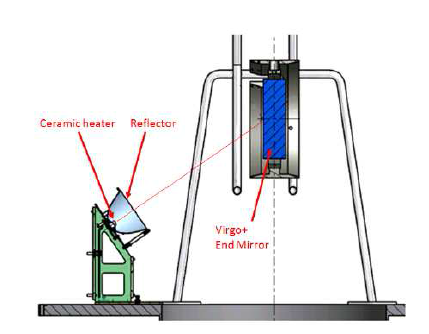 Ceramic heater
Reflector
Virgo+
End Mirror